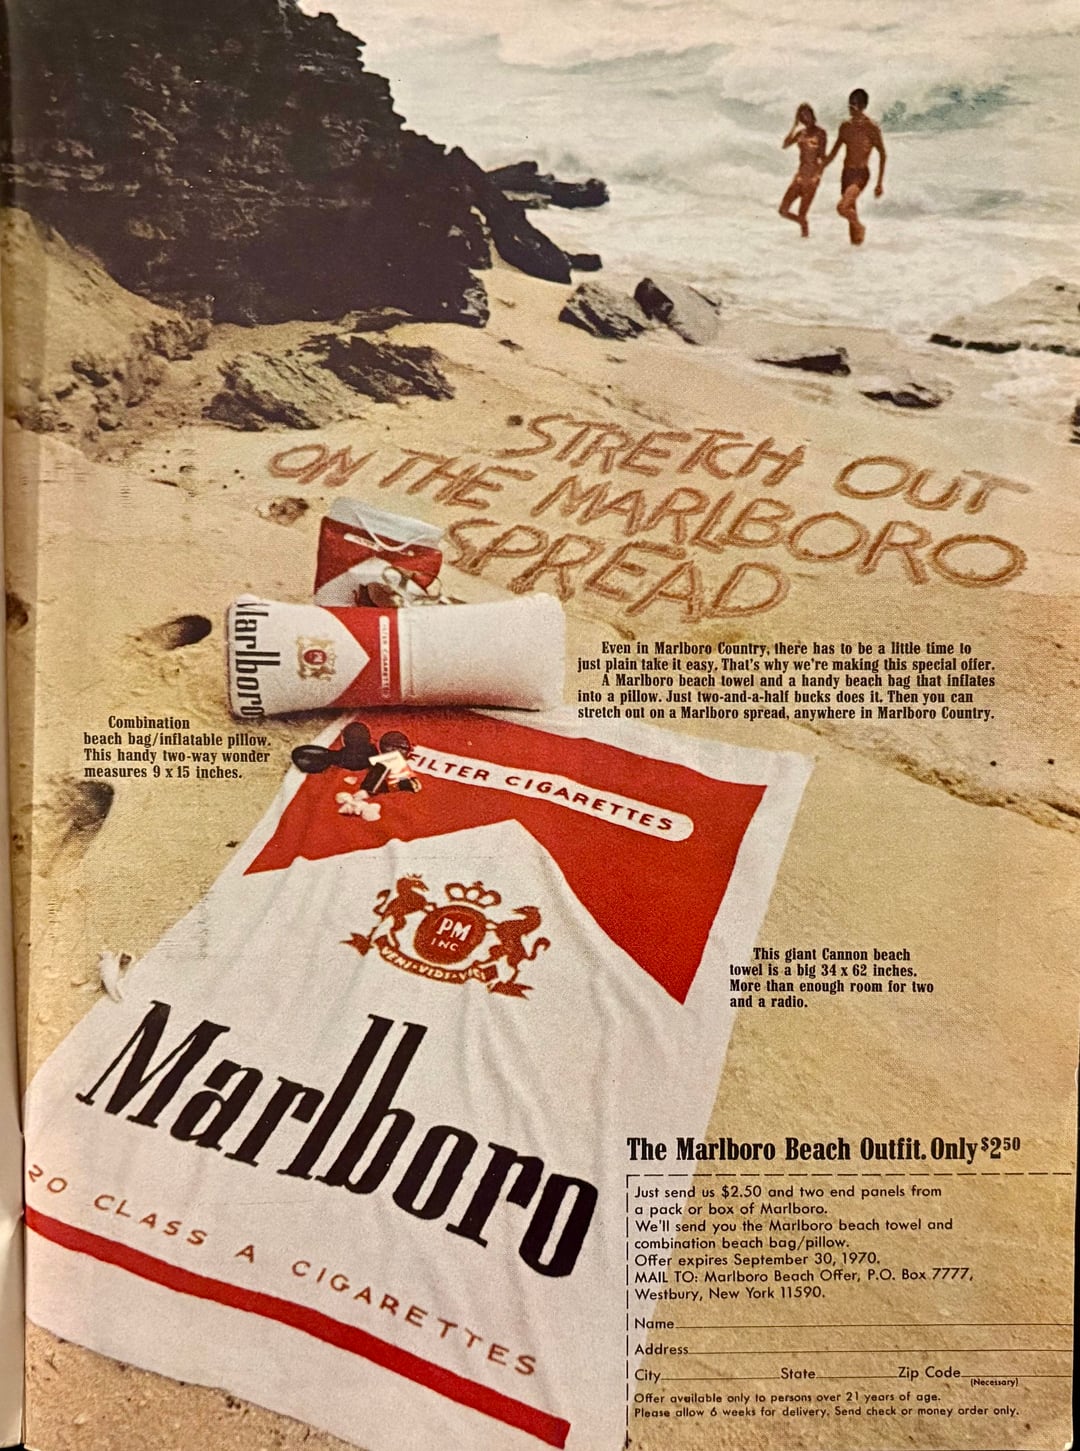 STRETCH OUT
ON THE MARLBORO
SPREAD
Marlboro
Even in Marlboro Country, there has to be a little time to
just plain take it easy. That's why we're making this special offer.
A Marlboro beach towel and a handy beach bag that inflates
into a pillow. Just two-and-a-half bucks does it. Then you can
stretch out on a Marlboro spread, anywhere in Marlboro Country.
Combination
beach bag/inflatable pillow.
This handy two-way wonder
measures 9 x 15 inches.
FILTER CIGARETTES
PM
INC
VENI·VIDI·VICI
Marlboro
20 CLASS A CIGARETTES
This giant Cannon beach
towel is a big 34 x 62 inches.
More than enough room for two
and a radio.
The Marlboro Beach Outfit. Only $2.50
Just send us $2.50 and two end panels from
a pack or box of Marlboro.
We'll send you the Marlboro beach towel and
combination beach bag/pillow.
Offer expires September 30, 1970.
MAIL TO: Marlboro Beach Offer, P.O. Box 7777,
Westbury, New York 11590.
Name
Address
City State Zip Code
(Necessary)
Offer available only to persons over 21 years of age.
Please allow 6 weeks for delivery. Send check or money order only.